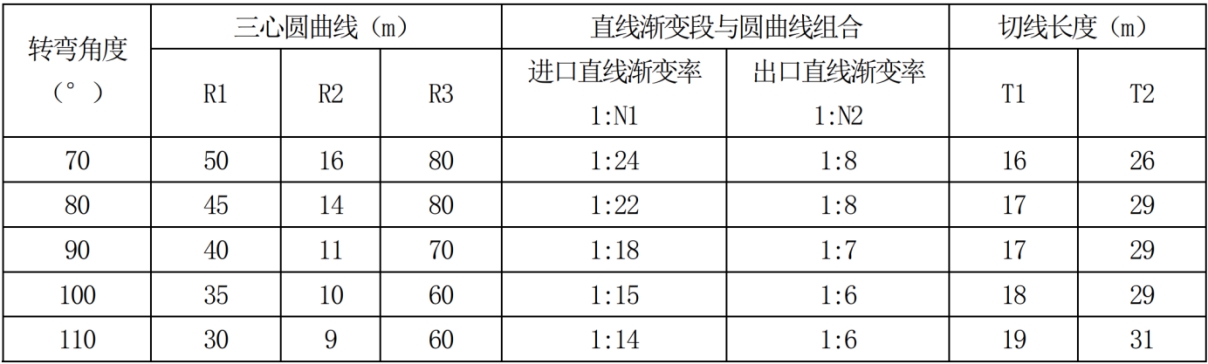 转弯角度（°） 三心圆曲线（m） 直线渐变段与圆曲线组合 切线长度（m）
R1 R2 R3 进口直线渐变率 1:N1 出口直线渐变率 1:N2 T1 T2
70 50 16 80 1:24 1:8 16 26
80 45 14 80 1:22 1:8 17 29
90 40 11 70 1:18 1:7 17 29
100 35 10 60 1:15 1:6 18 29
110 30 9 60 1:14 1:6 19 31